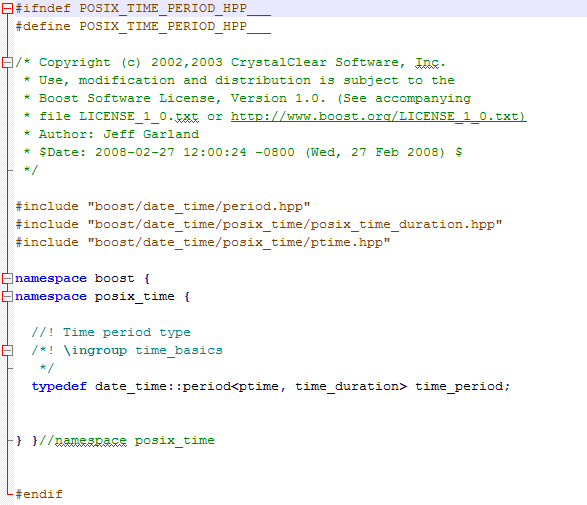 #ifndef POSIX_TIME_PERIOD_HPP___
#define POSIX_TIME_PERIOD_HPP___
/* Copyright (c) 2002,2003 CrystalClear Software, Inc.
 * Use, modification and distribution is subject to the
 * Boost Software License, Version 1.0. (See accompanying
 * file LICENSE_1_0.txt or http://www.boost.org/LICENSE_1_0.txt)
 * Author: Jeff Garland
 * $Date: 2008-02-27 12:00:24 -0800 (Wed, 27 Feb 2008) $
 */
#include "boost/date_time/period.hpp"
#include "boost/date_time/posix_time/posix_time_duration.hpp"
#include "boost/date_time/posix_time/ptime.hpp"
namespace boost {
namespace posix_time {
  //! Time period type
  /*! \ingroup time_basics
   */
  typedef date_time::period<ptime, time_duration> time_period;
} }//namespace posix_time
#endif